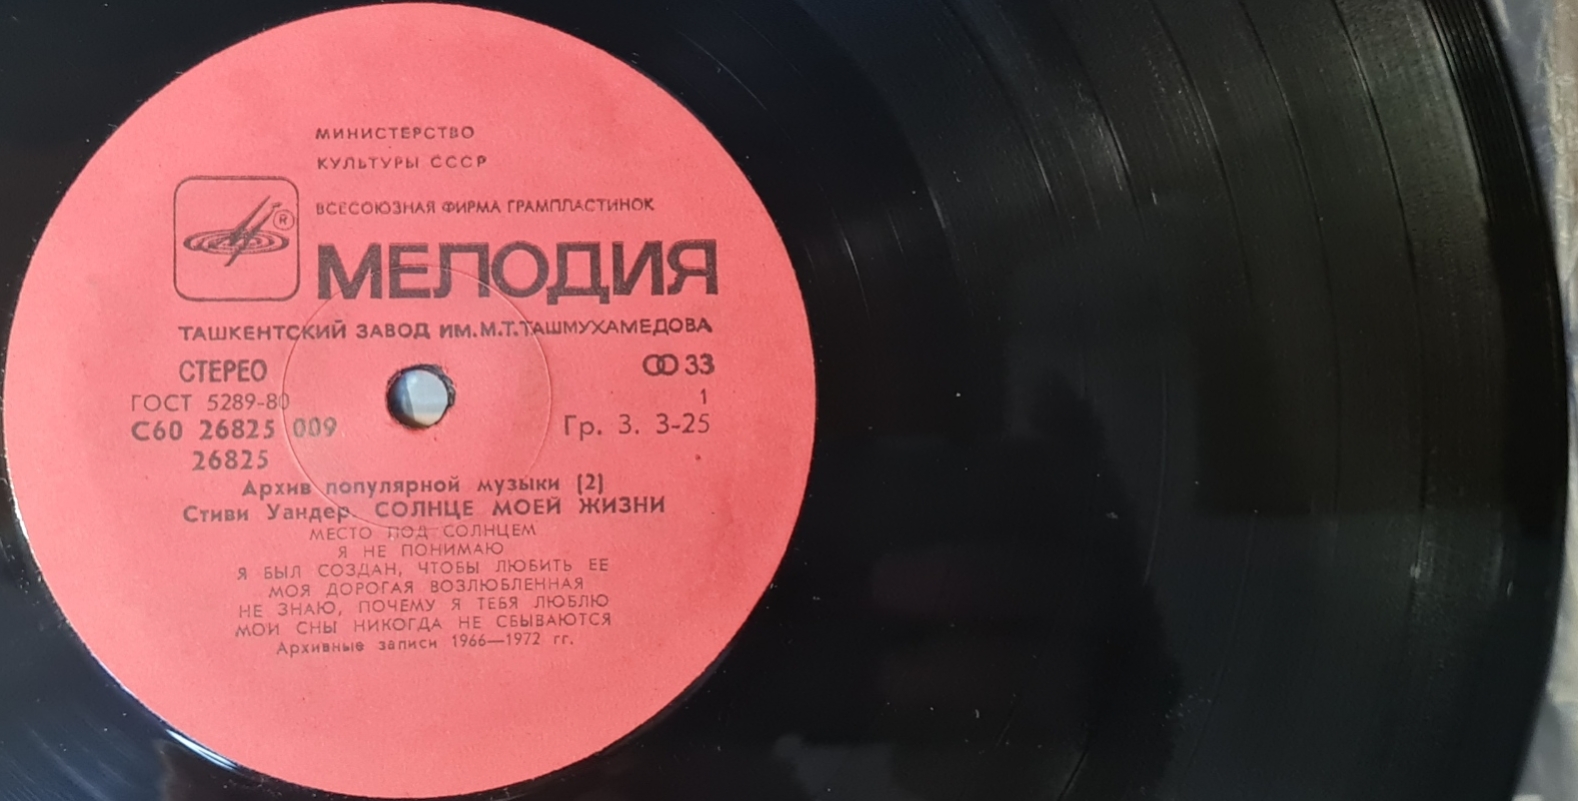 МИНИСТЕРСТВО
КУЛЬТУРЫ СССР
ВСЕСОЮЗНАЯ ФИРМА ГРАМПЛАСТИНОК
®
МЕЛОДИЯ
ТАШКЕНТСКИЙ ЗАВОД ИМ.М.Т.ТАШМУХАМЕДОВА
СТЕРЕО 33
ГОСТ 5289-80 1
С60 26825 009 Гр. 3. 3-25
26825
Архив популярной музыки (2)
Стиви Уандер. СОЛНЦЕ МОЕЙ ЖИЗНИ
МЕСТО ПОД СОЛНЦЕМ
Я НЕ ПОНИМАЮ
Я БЫЛ СОЗДАН, ЧТОБЫ ЛЮБИТЬ ЕЕ
МОЯ ДОРОГАЯ ВОЗЛЮБЛЕННАЯ
НЕ ЗНАЮ, ПОЧЕМУ Я ТЕБЯ ЛЮБЛЮ
МОИ СНЫ НИКОГДА НЕ СБЫВАЮТСЯ
Архивные записи 1966—1972 гг.